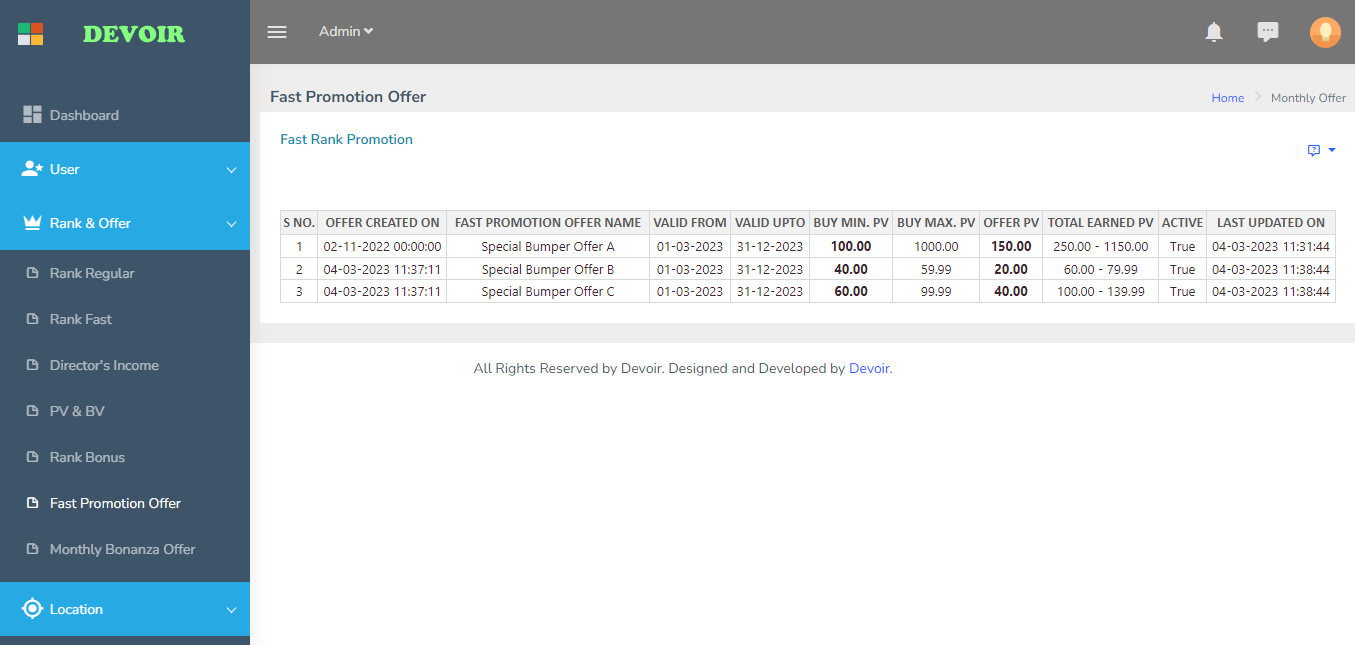 DEVOIR
Admin
Dashboard
User
Rank & Offer
Rank Regular
Rank Fast
Director's Income
PV & BV
Rank Bonus
Fast Promotion Offer
Monthly Bonanza Offer
Location
Fast Promotion Offer
Home Monthly Offer
Fast Rank Promotion
S NO. OFFER CREATED ON FAST PROMOTION OFFER NAME VALID FROM VALID UPTO BUY MIN. PV BUY MAX. PV OFFER PV TOTAL EARNED PV ACTIVE LAST UPDATED ON
1 02-11-2022 00:00:00 Special Bumper Offer A 01-03-2023 31-12-2023 100.00 1000.00 150.00 250.00 - 1150.00 True 04-03-2023 11:31:44
2 04-03-2023 11:37:11 Special Bumper Offer B 01-03-2023 31-12-2023 40.00 59.99 20.00 60.00 - 79.99 True 04-03-2023 11:38:44
3 04-03-2023 11:37:11 Special Bumper Offer C 01-03-2023 31-12-2023 60.00 99.99 40.00 100.00 - 139.99 True 04-03-2023 11:38:44
All Rights Reserved by Devoir. Designed and Developed by Devoir.